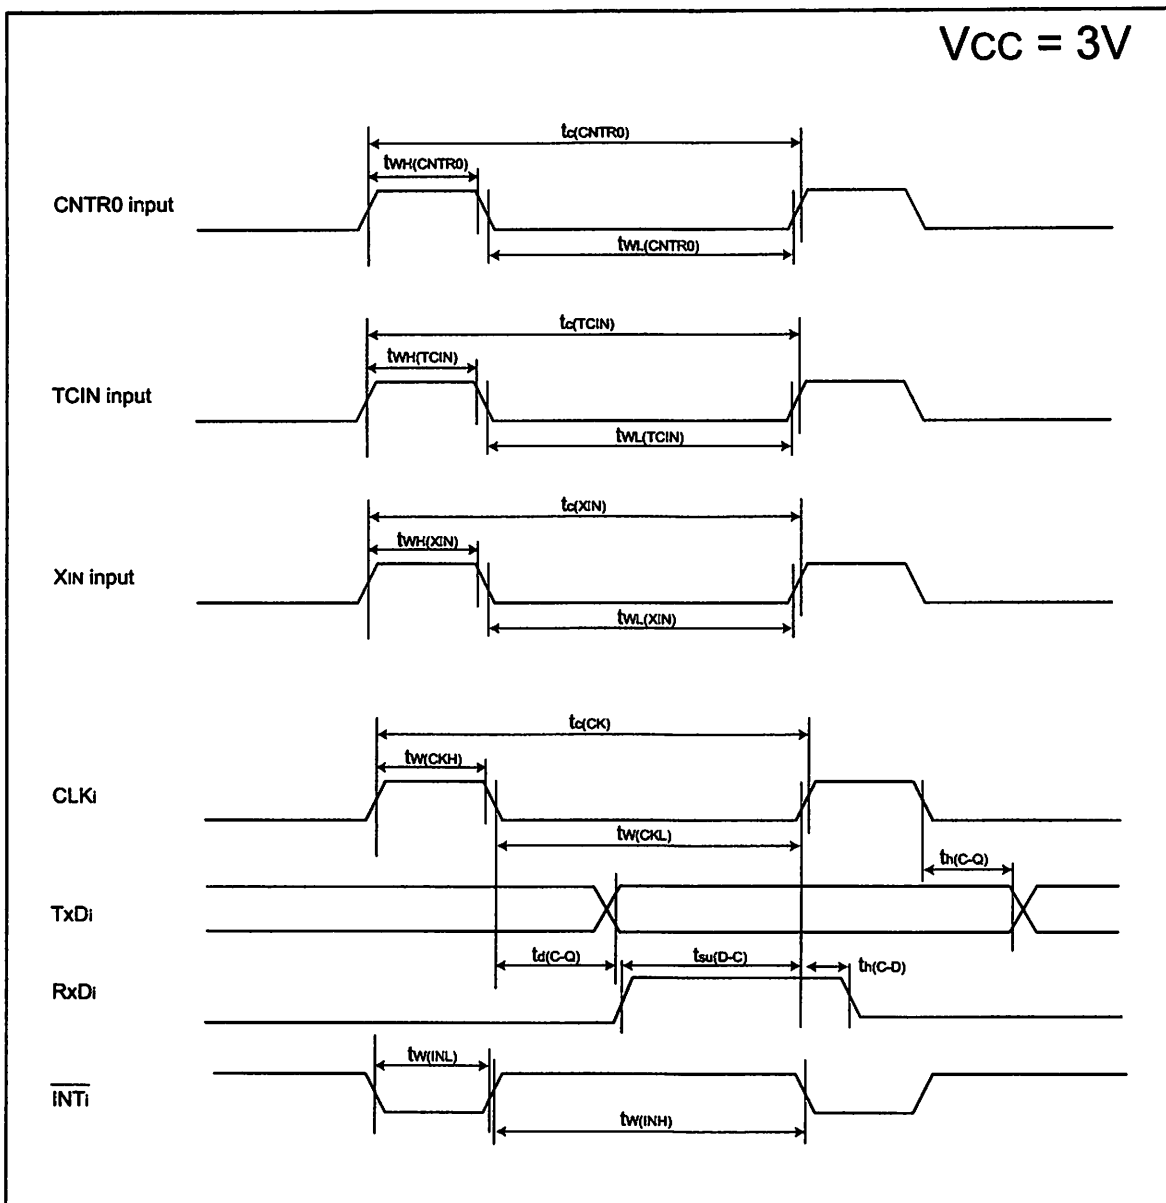 VCC = 3V
tc(CNTR0)
tWH(CNTR0)
CNTR0 input
tWL(CNTR0)
tc(TCIN)
tWH(TCIN)
TCIN input
tWL(TCIN)
tc(XIN)
tWH(XIN)
XIN input
tWL(XIN)
tc(CK)
tW(CKH)
CLKi
tW(CKL)
th(C-Q)
TxDi
td(C-Q)
tsu(D-C)
th(C-D)
RxDi
tW(INL)
INTi
tW(INH)